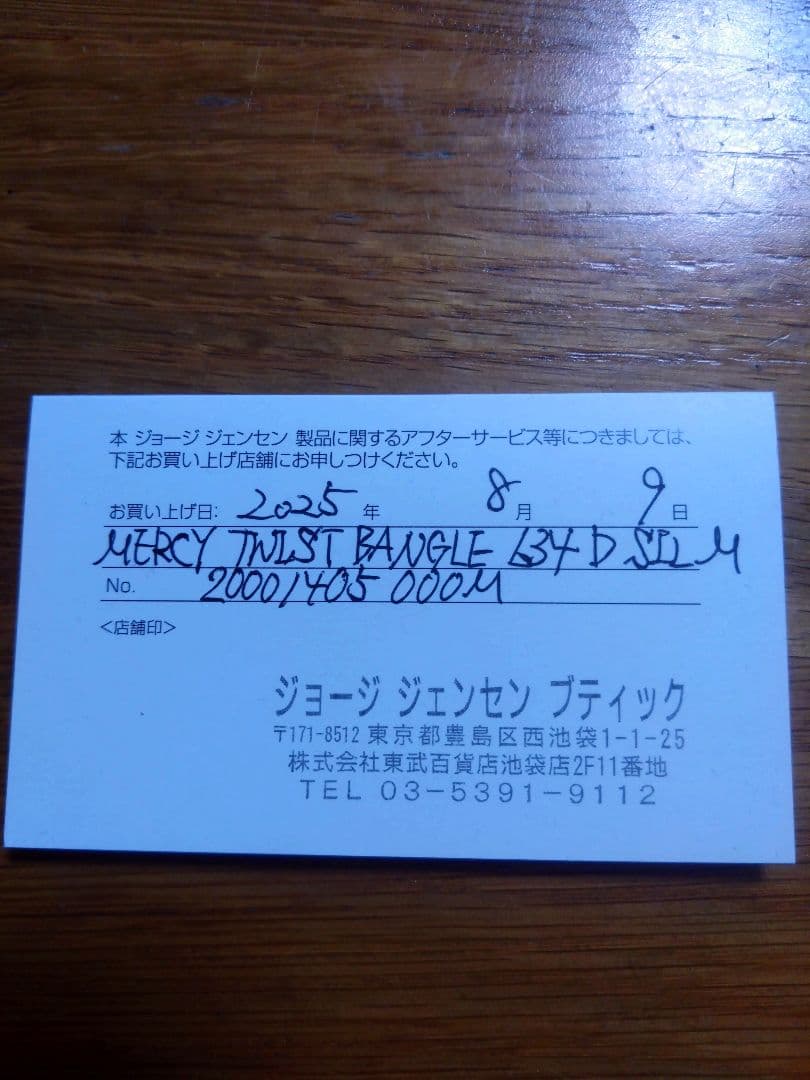 本 ジョージ ジェンセン 製品に関するアフターサービス等につきましては、
下記お買い上げ店舗にお申しつけください。
お買い上げ日: 2025 年 8 月 9 日
MERCY TWIST BANGLE 634 D SIL M
No. 20001405 000M
<店舗印>
ジョージ ジェンセン ブティック
〒171-8512 東京都豊島区西池袋1-1-25
株式会社東武百貨店池袋店2F11番地
TEL 03-5391-9112